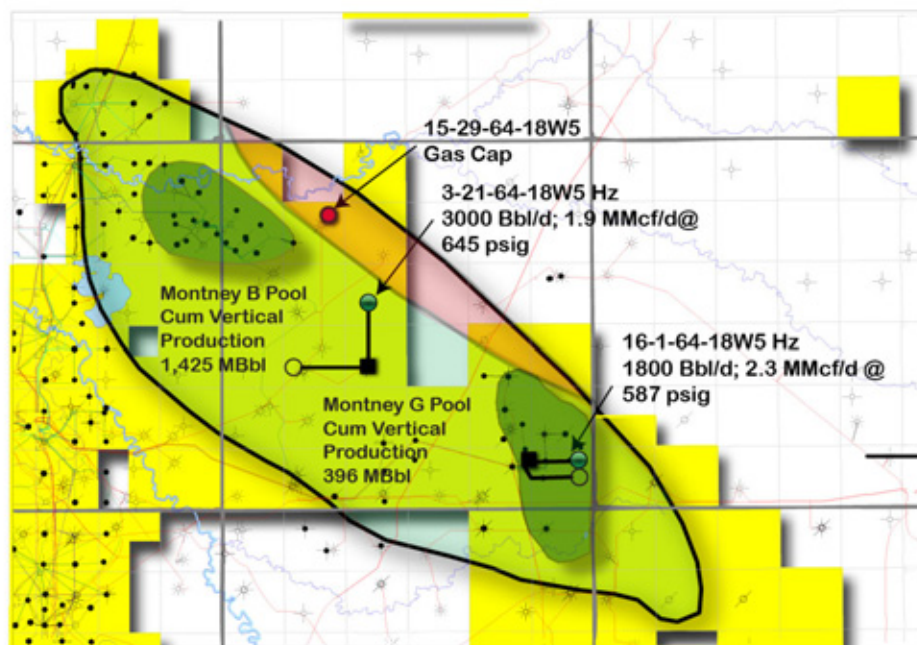 15-29-64-18W5
Gas Cap
3-21-64-18W5 Hz
3000 Bbl/d; 1.9 MMcf/d@
645 psig
Montney B Pool
Cum Vertical
Production
1,425 MBbl
16-1-64-18W5 Hz
1800 Bbl/d; 2.3 MMcf/d @
587 psig
Montney G Pool
Cum Vertical
Production
396 MBbl